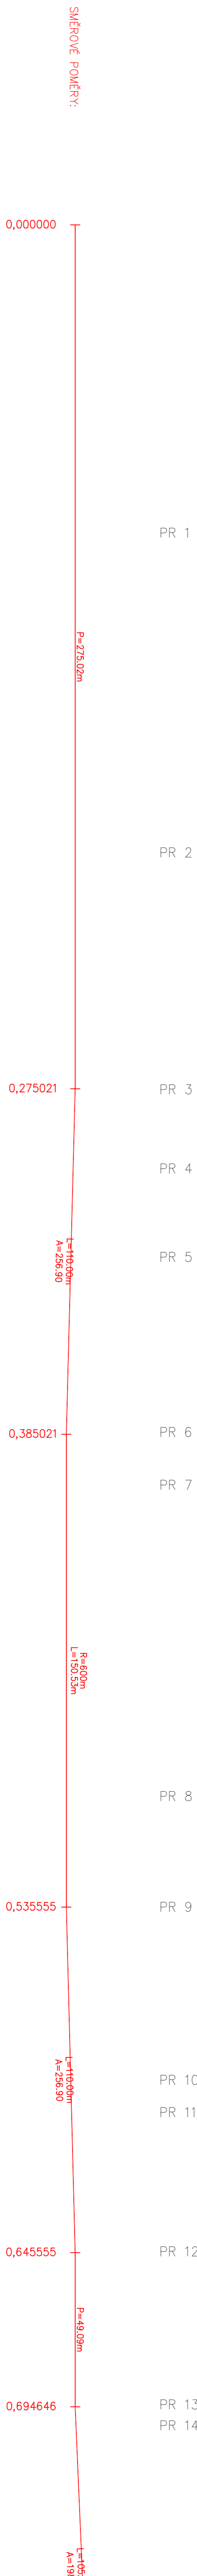 SMĚROVÉ POMĚRY:
0,000000
PR 1
P=275.02m
PR 2
0,275021
PR 3
PR 4
L=110.00m
A=256.90
PR 5
0,385021
PR 6
PR 7
R=600m
L=150.53m
PR 8
0,535555
PR 9
L=110.00m
A=256.90
PR 10
PR 11
0,645555
PR 12
P=49.09m
0,694646
PR 13
PR 14